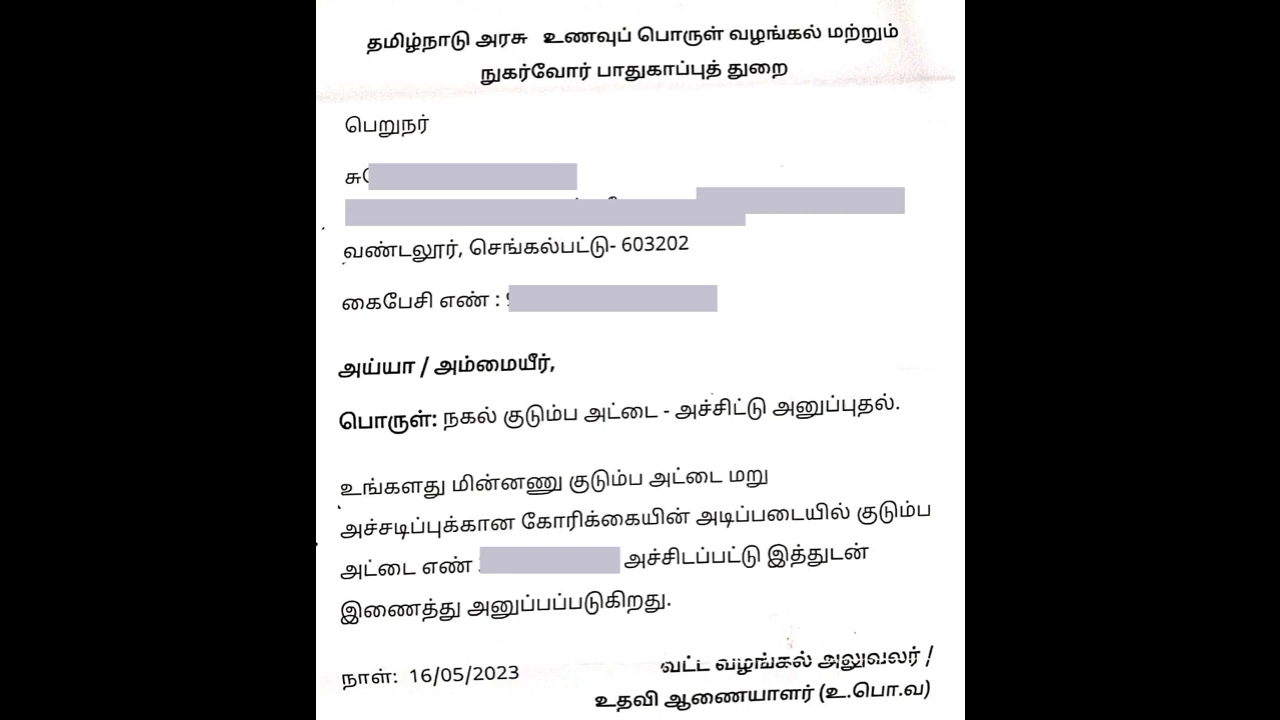 தமிழ்நாடு அரசு உணவுப் பொருள் வழங்கல் மற்றும்
நுகர்வோர் பாதுகாப்புத் துறை
பெறுநர்
வண்டலூர், செங்கல்பட்டு- 603202
கைபேசி எண் :
அய்யா / அம்மையீர்,
பொருள்: நகல் குடும்ப அட்டை - அச்சிட்டு அனுப்புதல்.
உங்களது மின்னணு குடும்ப அட்டை மறு
அச்சடிப்புக்கான கோரிக்கையின் அடிப்படையில் குடும்ப
அட்டை எண் அச்சிடப்பட்டு இத்துடன்
இணைத்து அனுப்பப்படுகிறது.
நாள்: 16/05/2023 வட்ட வழங்கல் அலுவலர் /
உதவி ஆணையாளர் (உ.பொ.வ)